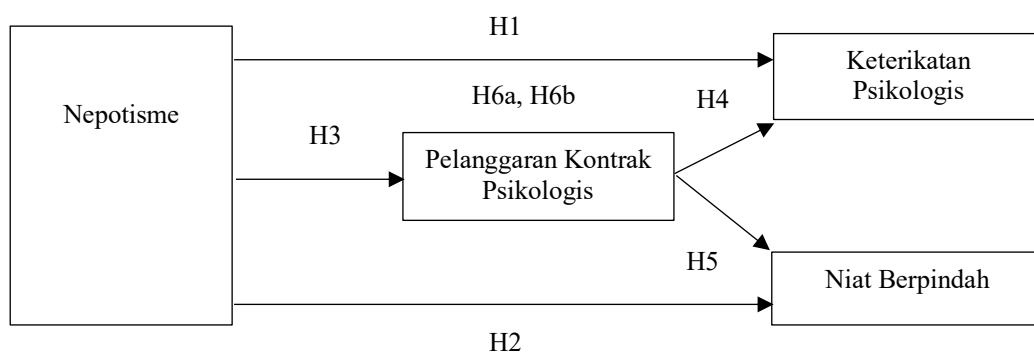 H1
Nepotisme
Keterikatan
Psikologis
H6a, H6b
H4
H3
Pelanggaran Kontrak
Psikologis
H5
Niat Berpindah
H2